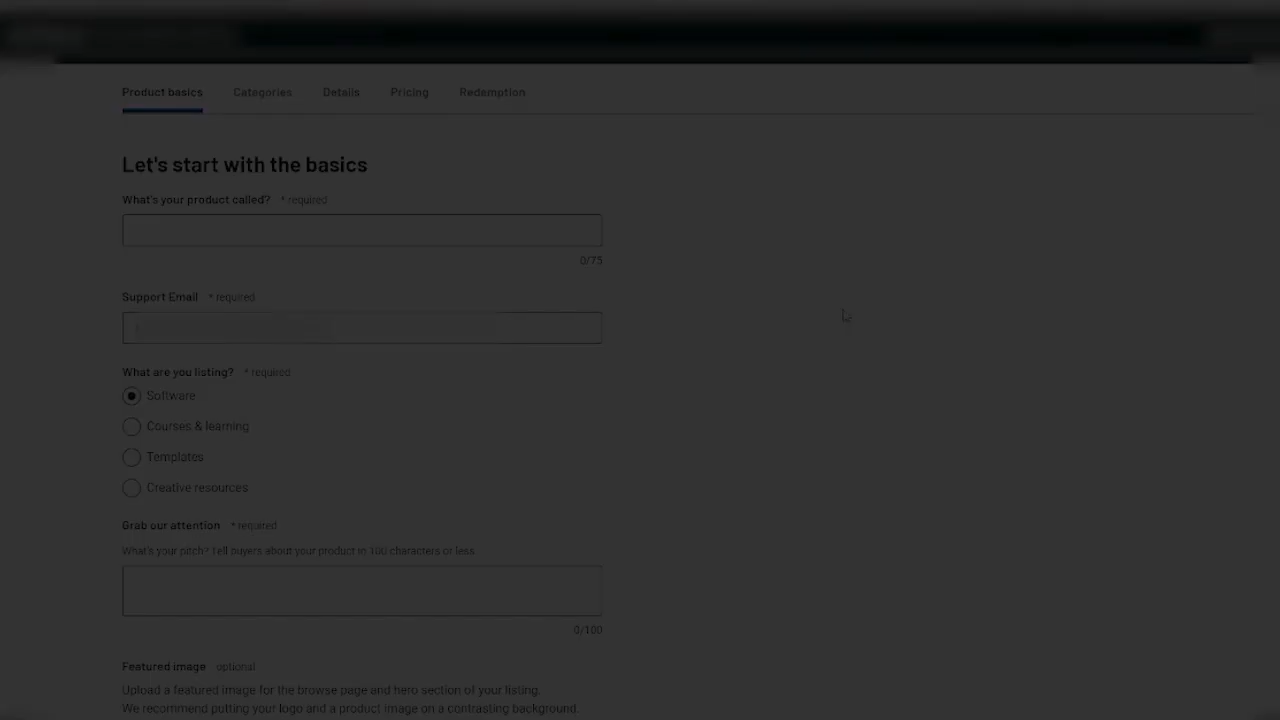 Product basics Categories Details Pricing Redemption
Let's start with the basics
What's your product called? * required
0/75
Support Email * required
What are you listing? * required
Software
Courses & learning
Templates
Creative resources
Grab our attention * required
What's your pitch? Tell buyers about your product in 100 characters or less.
0/100
Featured image optional
Upload a featured image for the browse page and hero section of your listing.
We recommend putting your logo and a product image on a contrasting background.